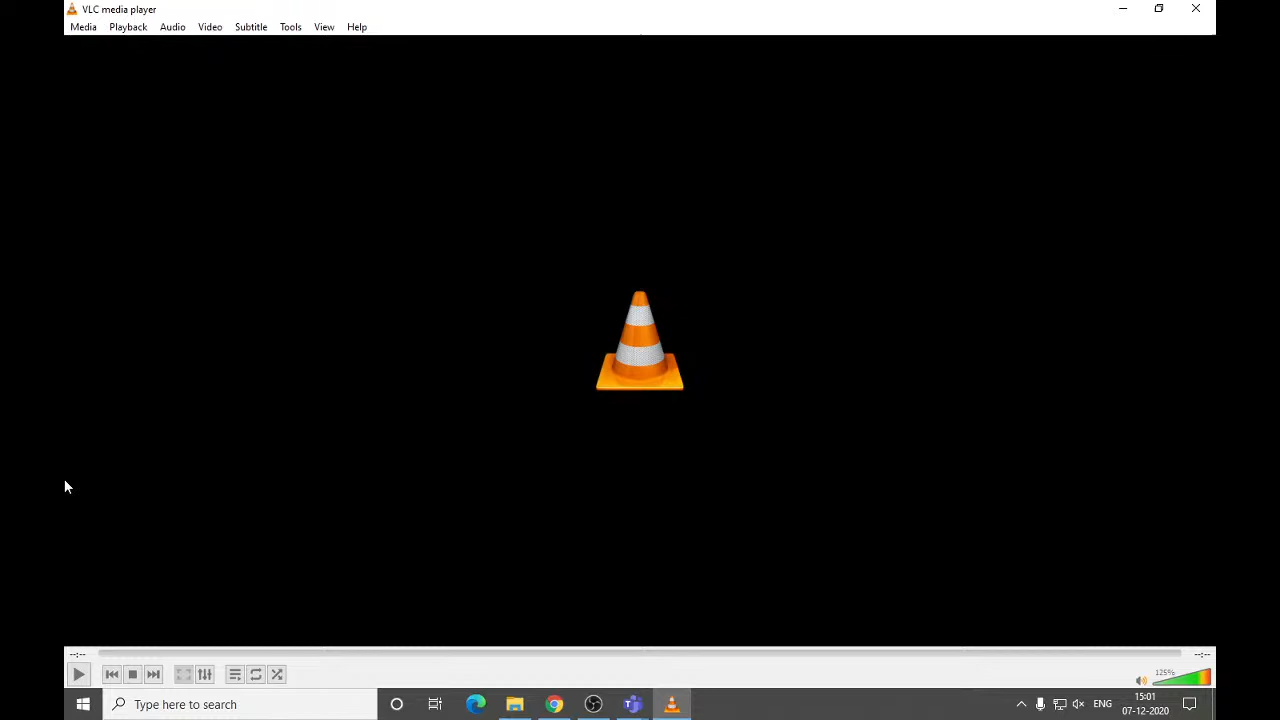 VLC media player
Media Playback Audio Video Subtitle Tools View Help
--:-- --:--
125%
Type here to search
ENG
15:01
07-12-2020